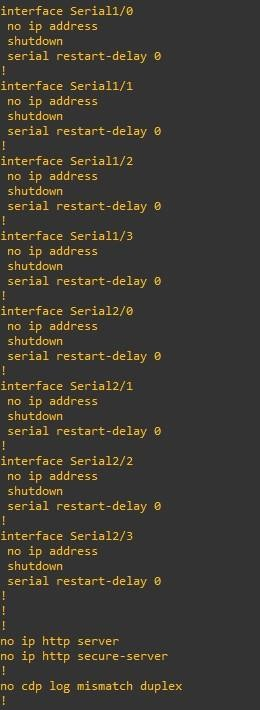 interface Serial1/0
 no ip address
 shutdown
 serial restart-delay 0
!
interface Serial1/1
 no ip address
 shutdown
 serial restart-delay 0
!
interface Serial1/2
 no ip address
 shutdown
 serial restart-delay 0
!
interface Serial1/3
 no ip address
 shutdown
 serial restart-delay 0
!
interface Serial2/0
 no ip address
 shutdown
 serial restart-delay 0
!
interface Serial2/1
 no ip address
 shutdown
 serial restart-delay 0
!
interface Serial2/2
 no ip address
 shutdown
 serial restart-delay 0
!
interface Serial2/3
 no ip address
 shutdown
 serial restart-delay 0
!
!
!
no ip http server
no ip http secure-server
!
no cdp log mismatch duplex
!